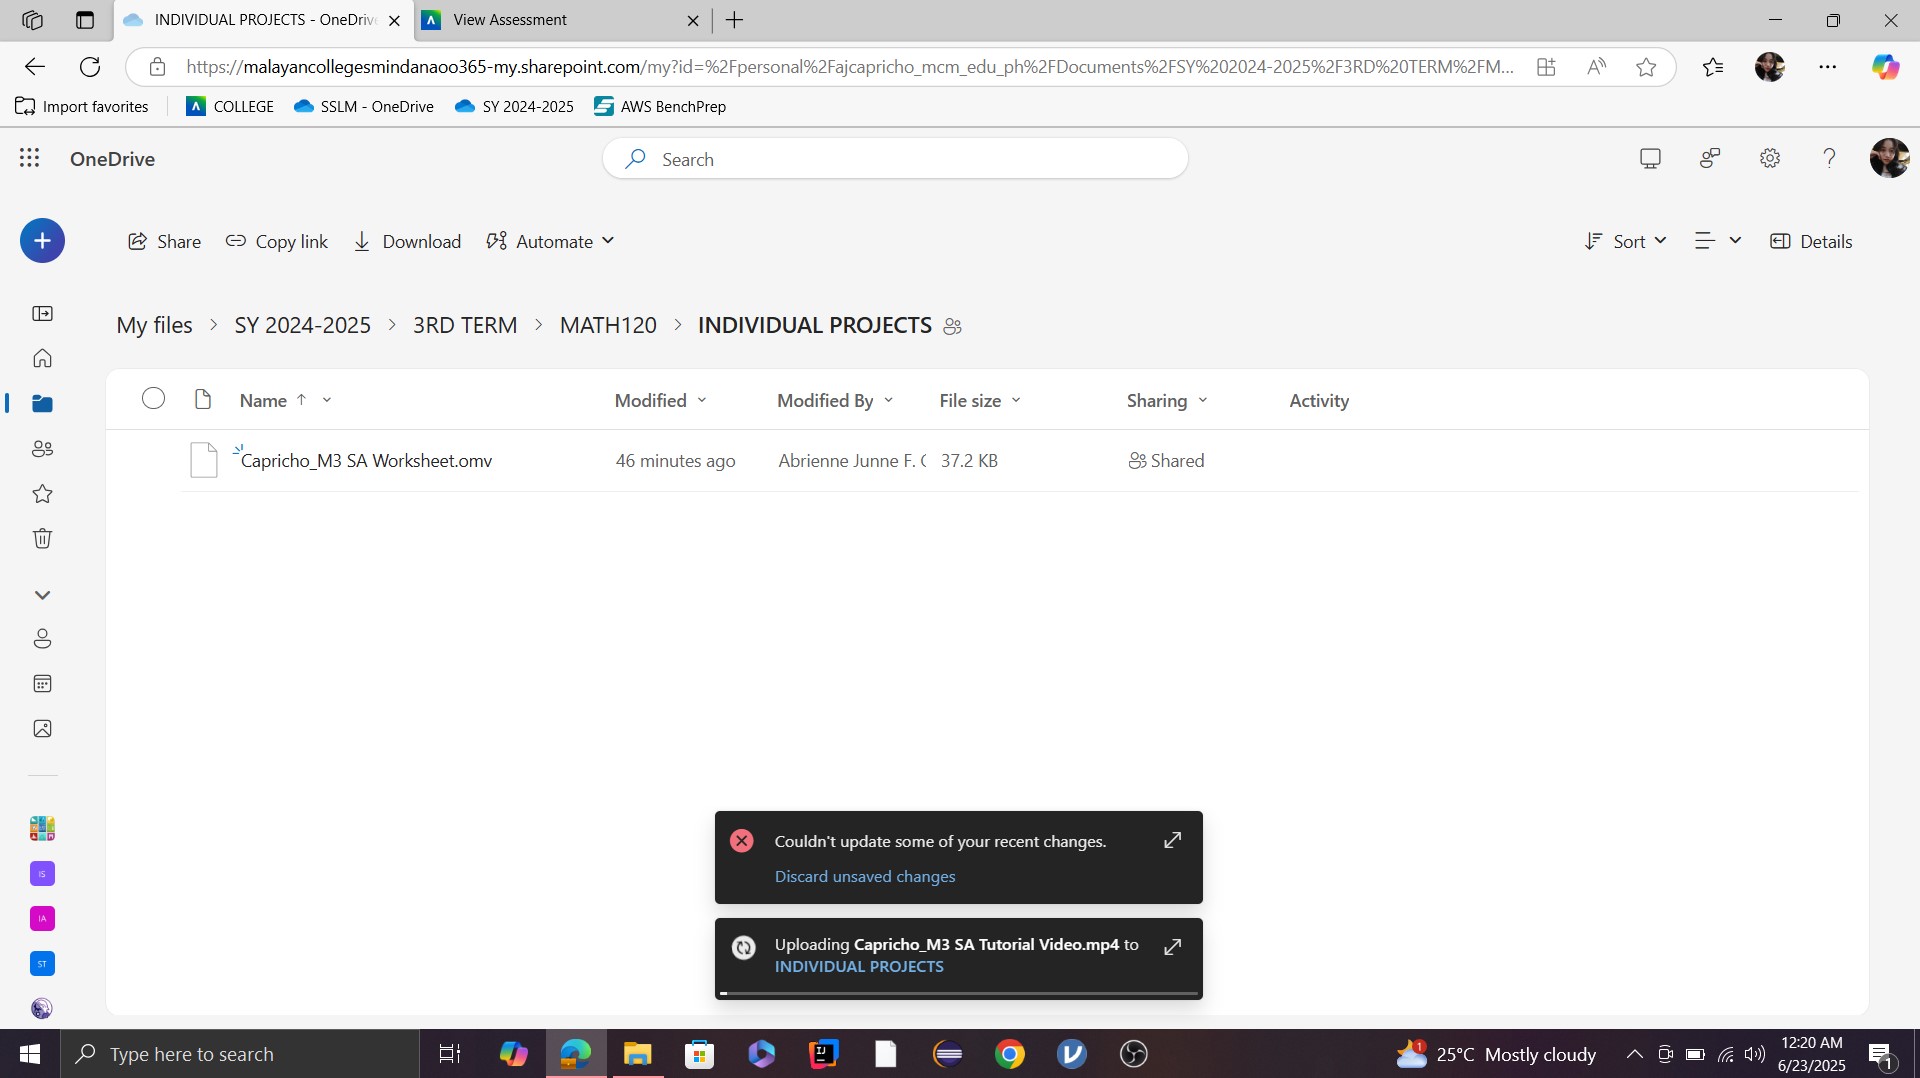 INDIVIDUAL PROJECTS - OneDrive
View Assessment
https://malayancollegesmindanaoo365-my.sharepoint.com/my?id=%2Fpersonal%2Fajcapricho_mcm_edu_ph%2FDocuments%2FSY%202024-2025%2F3RD%20TERM%2FM...
Import favorites
COLLEGE
SSLM - OneDrive
SY 2024-2025
AWS BenchPrep
OneDrive
Search
Share
Copy link
Download
Automate
Sort
Details
My files > SY 2024-2025 > 3RD TERM > MATH120 > INDIVIDUAL PROJECTS
Name ↑ Modified Modified By File size Sharing Activity
Capricho_M3 SA Worksheet.omv 46 minutes ago Abrienne Junne F. 37.2 KB Shared
IS
IA
ST
Couldn't update some of your recent changes.
Discard unsaved changes
Uploading Capricho_M3 SA Tutorial Video.mp4 to
INDIVIDUAL PROJECTS
Type here to search
1
25°C Mostly cloudy
12:20 AM
6/23/2025
1